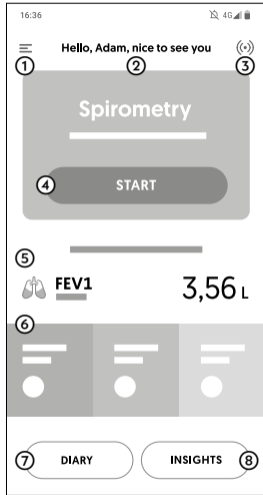 16:36 4G
Hello, Adam, nice to see you
1 2 3
Spirometry
4 START
5
FEV1 3,56 L
6
7 DIARY INSIGHTS 8